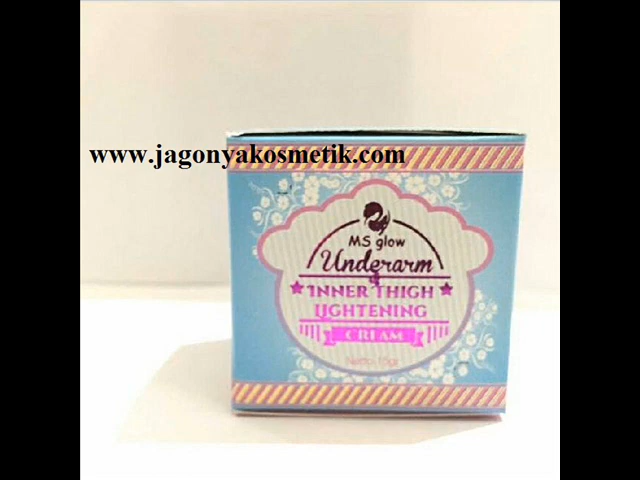 www.jagonyakosmetik.com
MS glow
Underarm
&
INNER THIGH
LIGHTENING
CREAM